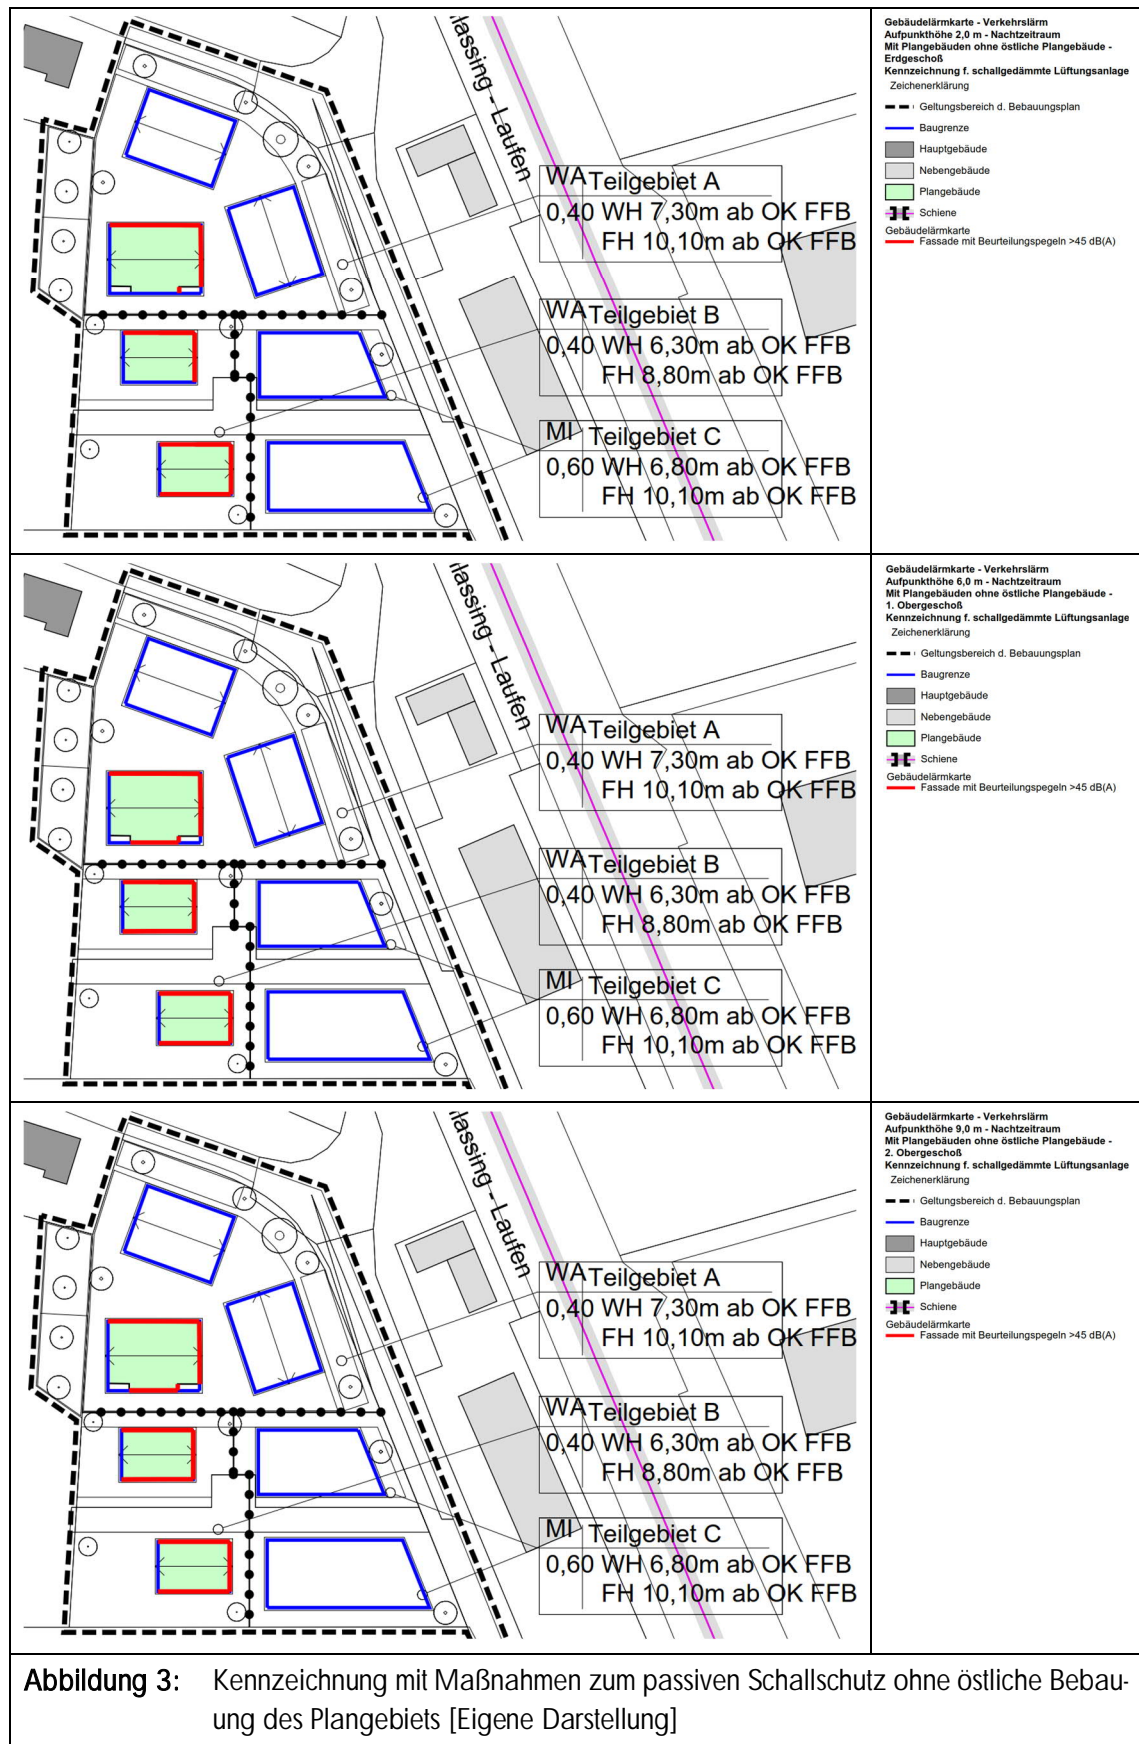 lassing - Laufen
WA Teilgebiet A
0,40 WH 7,30m ab OK FFB
FH 10,10m ab OK FFB
WA Teilgebiet B
0,40 WH 6,30m ab OK FFB
FH 8,80m ab OK FFB
MI Teilgebiet C
0,60 WH 6,80m ab OK FFB
FH 10,10m ab OK FFB
Gebäudelärmkarte - Verkehrslärm
Aufpunkthöhe 2,0 m - Nachtzeitraum
Mit Plangebäuden ohne östliche Plangebäude -
Erdgeschoß
Kennzeichnung f. schallgedämmte Lüftungsanlage
Zeichenerklärung
Geltungsbereich d. Bebauungsplan
Baugrenze
Hauptgebäude
Nebengebäude
Plangebäude
Schiene
Gebäudelärmkarte
Fassade mit Beurteilungspegeln >45 dB(A)
lassing - Laufen
WA Teilgebiet A
0,40 WH 7,30m ab OK FFB
FH 10,10m ab OK FFB
WA Teilgebiet B
0,40 WH 6,30m ab OK FFB
FH 8,80m ab OK FFB
MI Teilgebiet C
0,60 WH 6,80m ab OK FFB
FH 10,10m ab OK FFB
Gebäudelärmkarte - Verkehrslärm
Aufpunkthöhe 6,0 m - Nachtzeitraum
Mit Plangebäuden ohne östliche Plangebäude -
1. Obergeschoß
Kennzeichnung f. schallgedämmte Lüftungsanlage
Zeichenerklärung
Geltungsbereich d. Bebauungsplan
Baugrenze
Hauptgebäude
Nebengebäude
Plangebäude
Schiene
Gebäudelärmkarte
Fassade mit Beurteilungspegeln >45 dB(A)
lassing - Laufen
WA Teilgebiet A
0,40 WH 7,30m ab OK FFB
FH 10,10m ab OK FFB
WA Teilgebiet B
0,40 WH 6,30m ab OK FFB
FH 8,80m ab OK FFB
MI Teilgebiet C
0,60 WH 6,80m ab OK FFB
FH 10,10m ab OK FFB
Gebäudelärmkarte - Verkehrslärm
Aufpunkthöhe 9,0 m - Nachtzeitraum
Mit Plangebäuden ohne östliche Plangebäude -
2. Obergeschoß
Kennzeichnung f. schallgedämmte Lüftungsanlage
Zeichenerklärung
Geltungsbereich d. Bebauungsplan
Baugrenze
Hauptgebäude
Nebengebäude
Plangebäude
Schiene
Gebäudelärmkarte
Fassade mit Beurteilungspegeln >45 dB(A)
Abbildung 3: Kennzeichnung mit Maßnahmen zum passiven Schallschutz ohne östliche Bebau-
ung des Plangebiets [Eigene Darstellung]